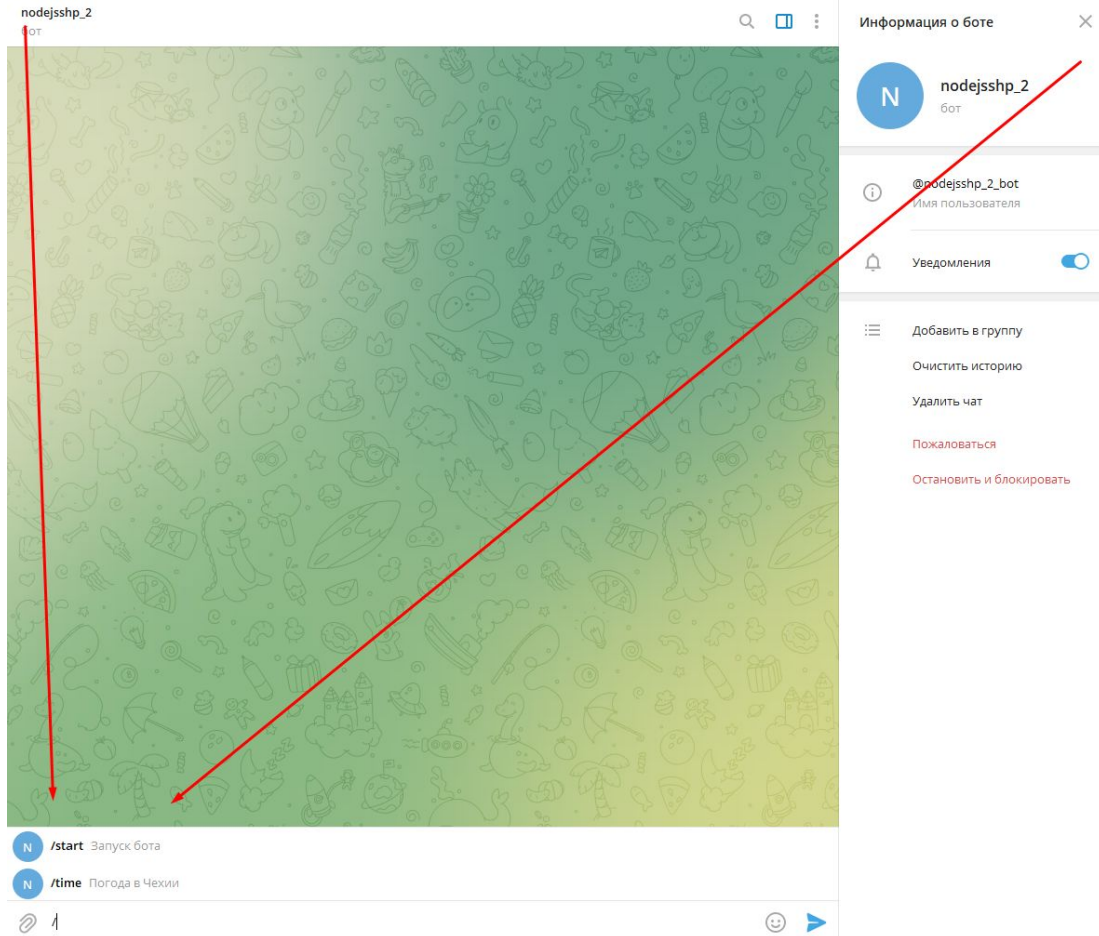 nodejsshp_2
бот
Информация о боте
N
nodejsshp_2
бот
@nodejsshp_2_bot
Имя пользователя
Уведомления
Добавить в группу
Очистить историю
Удалить чат
Пожаловаться
Остановить и блокировать
N /start Запуск бота
N /time Погода в Чехии
/